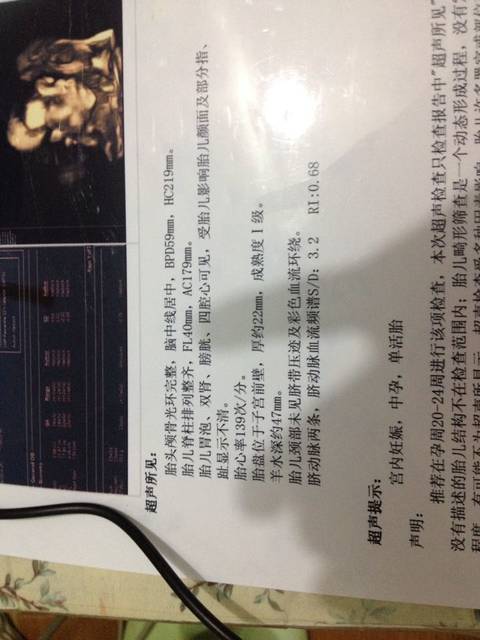 超声所见：
胎头颅骨光环完整，脑中线居中，BPD59mm，HC219mm。
胎儿脊柱排列整齐，FL40mm，AC179mm。
胎儿胃泡、双肾、膀胱、四腔心可见，受胎儿影响胎儿颜面及部分指、
趾显示不清。
胎心率139次/分。
胎盘位于子宫前壁，厚约22mm，成熟度Ⅰ级。
羊水深约47mm。
胎儿颈部未见脐带压迹及彩色血流环绕。
脐动脉两条，脐动脉血流频谱S/D：3.2 RI:0.68
超声提示：
宫内妊娠，中孕，单活胎
声明：
推荐在孕周20-24周进行该项检查，本次超声检查只检查报告中"超声所见"
没有描述的胎儿结构不在检查范围内；胎儿畸形筛查是一个动态形成过程，没有